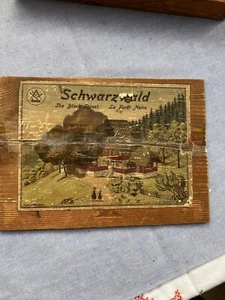 Schwarzwald
The Black Forest. La Forêt Noire